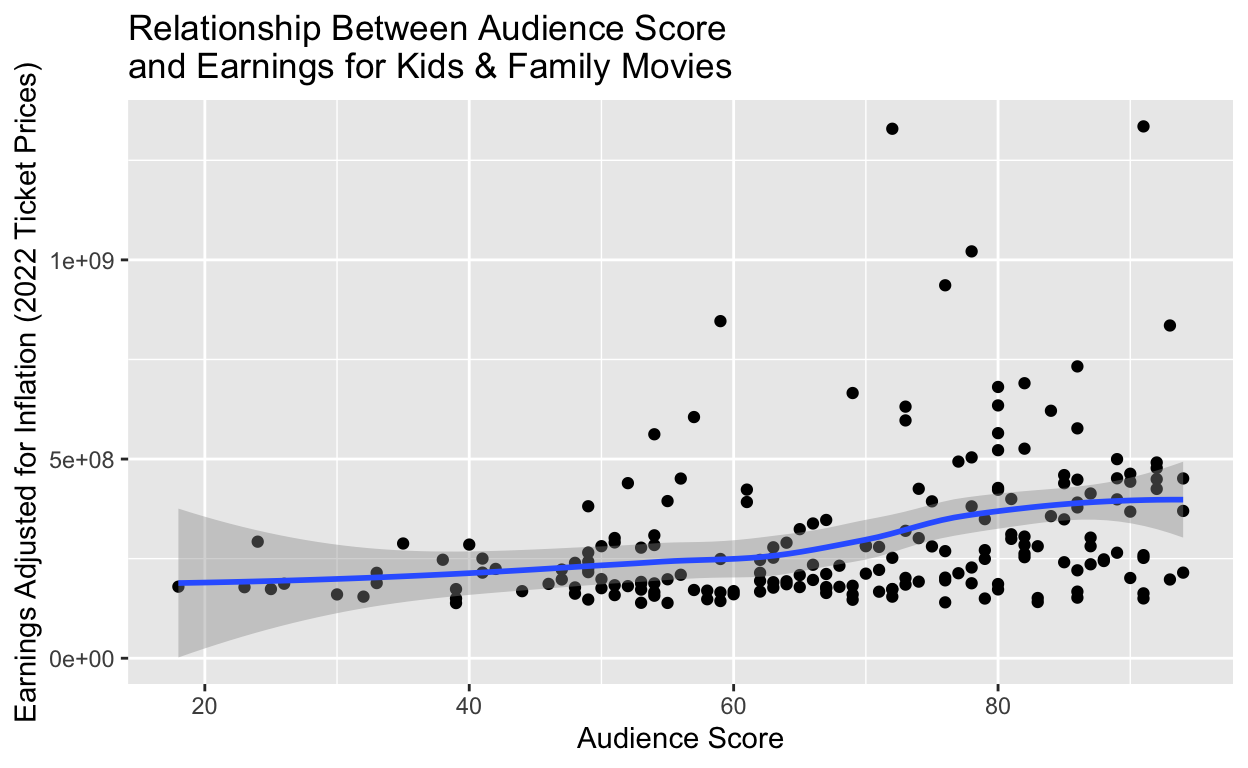 Relationship Between Audience Score
and Earnings for Kids & Family Movies
Earnings Adjusted for Inflation (2022 Ticket Prices)
1e+09
5e+08
0e+00
20 40 60 80
Audience Score